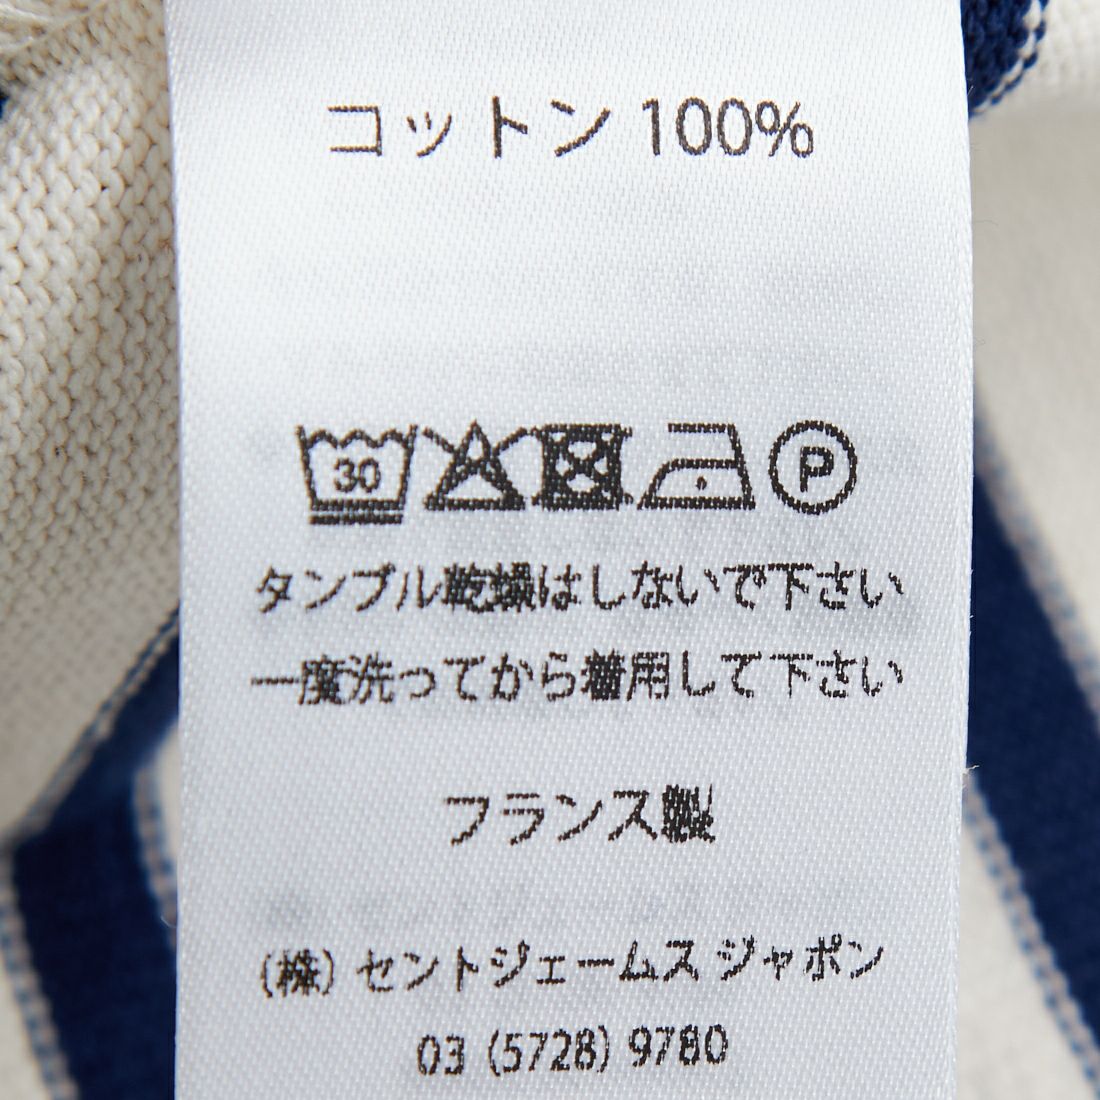 コットン 100%
30 P
タンブル乾燥はしないで下さい
一度洗ってから着用して下さい
フランス製
(株) セントジェームス ジャポン
03 (5728) 9780